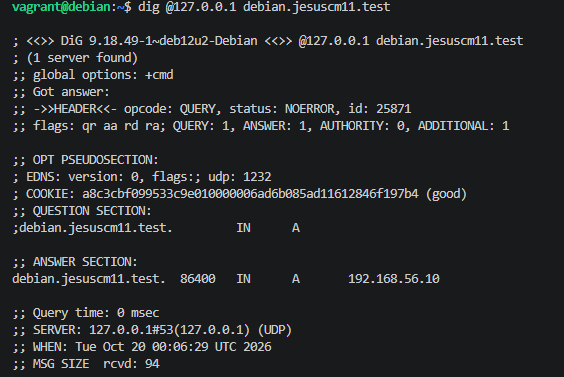 vagrant@debian:~$ dig @127.0.0.1 debian.jesuscm11.test

; <<>> DiG 9.18.49-1~deb12u2-Debian <<>> @127.0.0.1 debian.jesuscm11.test
; (1 server found)
;; global options: +cmd
;; Got answer:
;; ->>HEADER<<- opcode: QUERY, status: NOERROR, id: 25871
;; flags: qr aa rd ra; QUERY: 1, ANSWER: 1, AUTHORITY: 0, ADDITIONAL: 1

;; OPT PSEUDOSECTION:
; EDNS: version: 0, flags:; udp: 1232
; COOKIE: a8c3cbf099533c9e010000006ad6b085ad11612846f197b4 (good)
;; QUESTION SECTION:
;debian.jesuscm11.test. IN A

;; ANSWER SECTION:
debian.jesuscm11.test. 86400 IN A 192.168.56.10

;; Query time: 0 msec
;; SERVER: 127.0.0.1#53(127.0.0.1) (UDP)
;; WHEN: Tue Oct 20 00:06:29 UTC 2026
;; MSG SIZE rcvd: 94